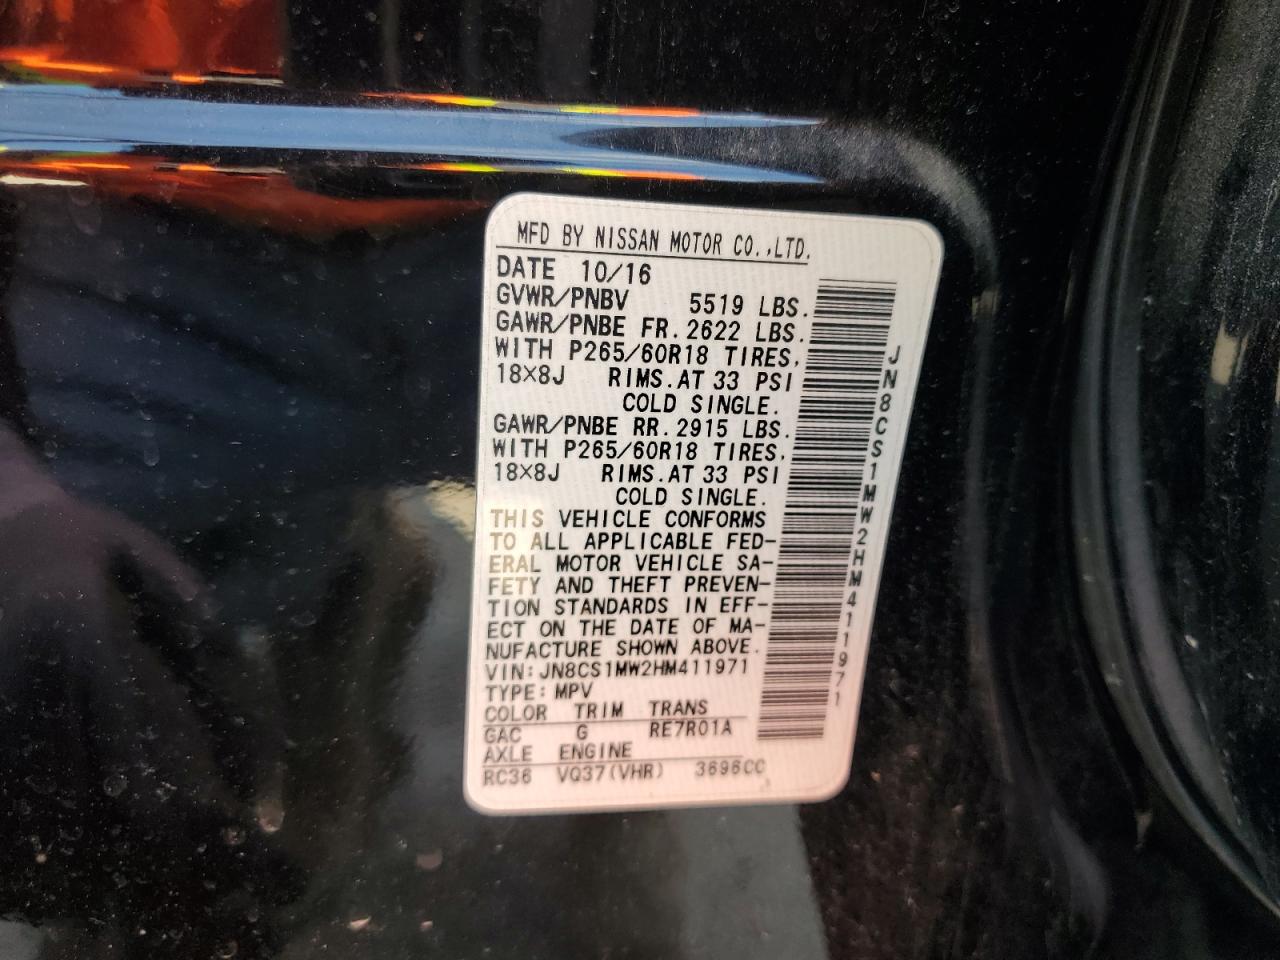 MFD BY NISSAN MOTOR CO.,LTD.
DATE 10/16
GVWR/PNBV 5519 LBS.
GAWR/PNBE FR. 2622 LBS.
WITH P265/60R18 TIRES,
18×8J RIMS. AT 33 PSI
COLD SINGLE.
GAWR/PNBE RR. 2915 LBS.
WITH P265/60R18 TIRES,
18×8J RIMS. AT 33 PSI
COLD SINGLE.
THIS VEHICLE CONFORMS
TO ALL APPLICABLE FED-
ERAL MOTOR VEHICLE SA-
FETY AND THEFT PREVEN-
TION STANDARDS IN EFF-
ECT ON THE DATE OF MA-
NUFACTURE SHOWN ABOVE.
VIN: JN8CS1MW2HM411971
TYPE: MPV
COLOR TRIM TRANS
GAC G RE7R01A
AXLE ENGINE
RC36 VQ37(VHR) 3696CC
JN8CS1MW2HM411971